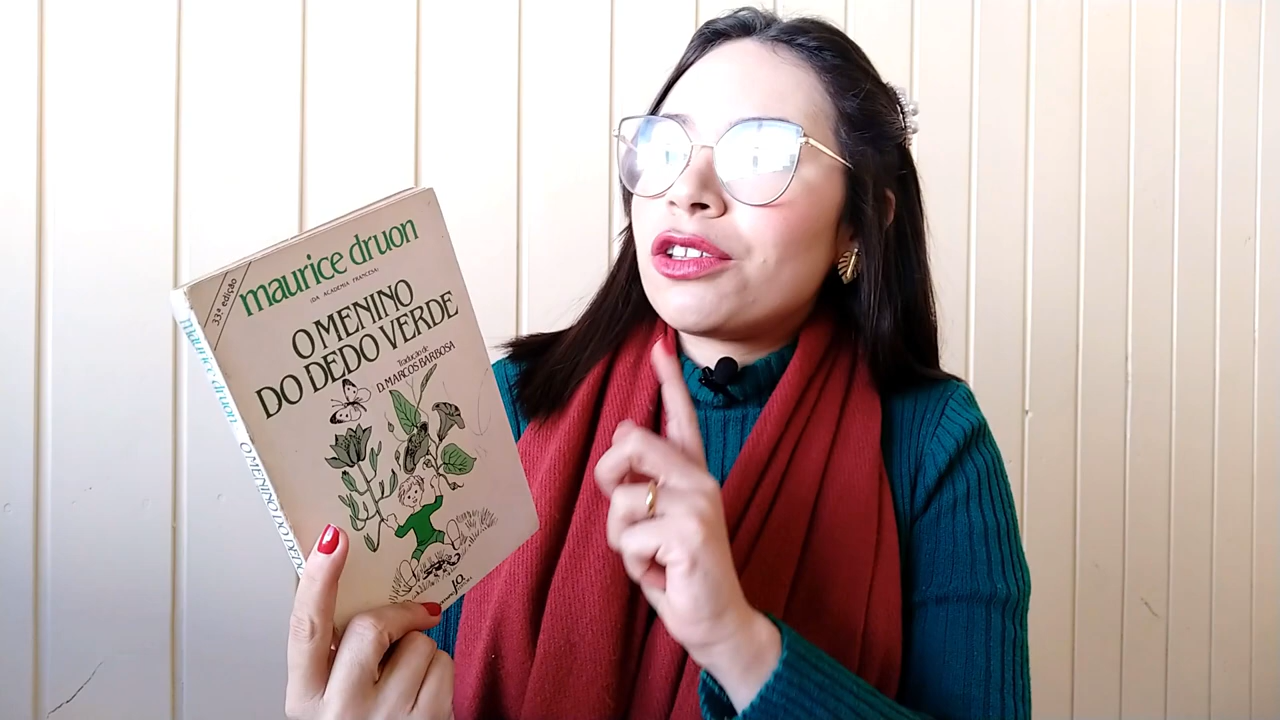 33ª edição
maurice druon
(DA ACADEMIA FRANCESA)
O MENINO
DO DEDO VERDE
Tradução de
D. MARCOS BARBOSA
maurice druon O MENINO DO DEDO